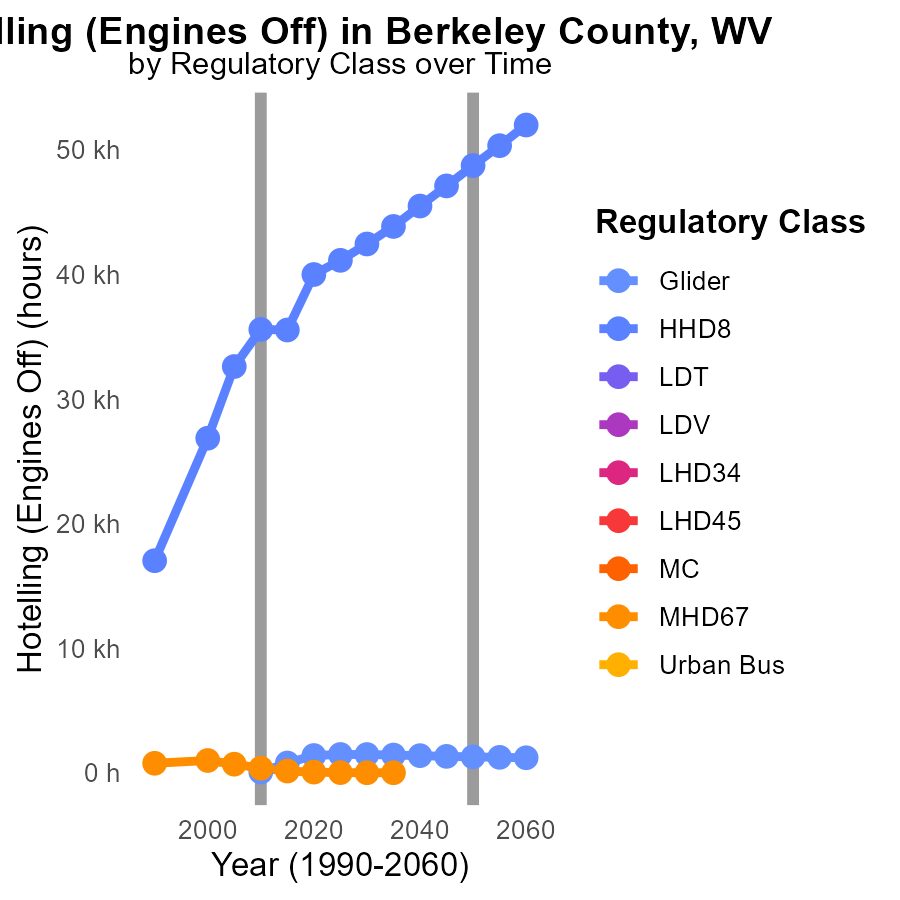 lling (Engines Off) in Berkeley County, WV
by Regulatory Class over Time
Hotelling (Engines Off) (hours)
50 kh
40 kh
30 kh
20 kh
10 kh
0 h
2000 2020 2040 2060
Year (1990-2060)
Regulatory Class
Glider
HHD8
LDT
LDV
LHD34
LHD45
MC
MHD67
Urban Bus